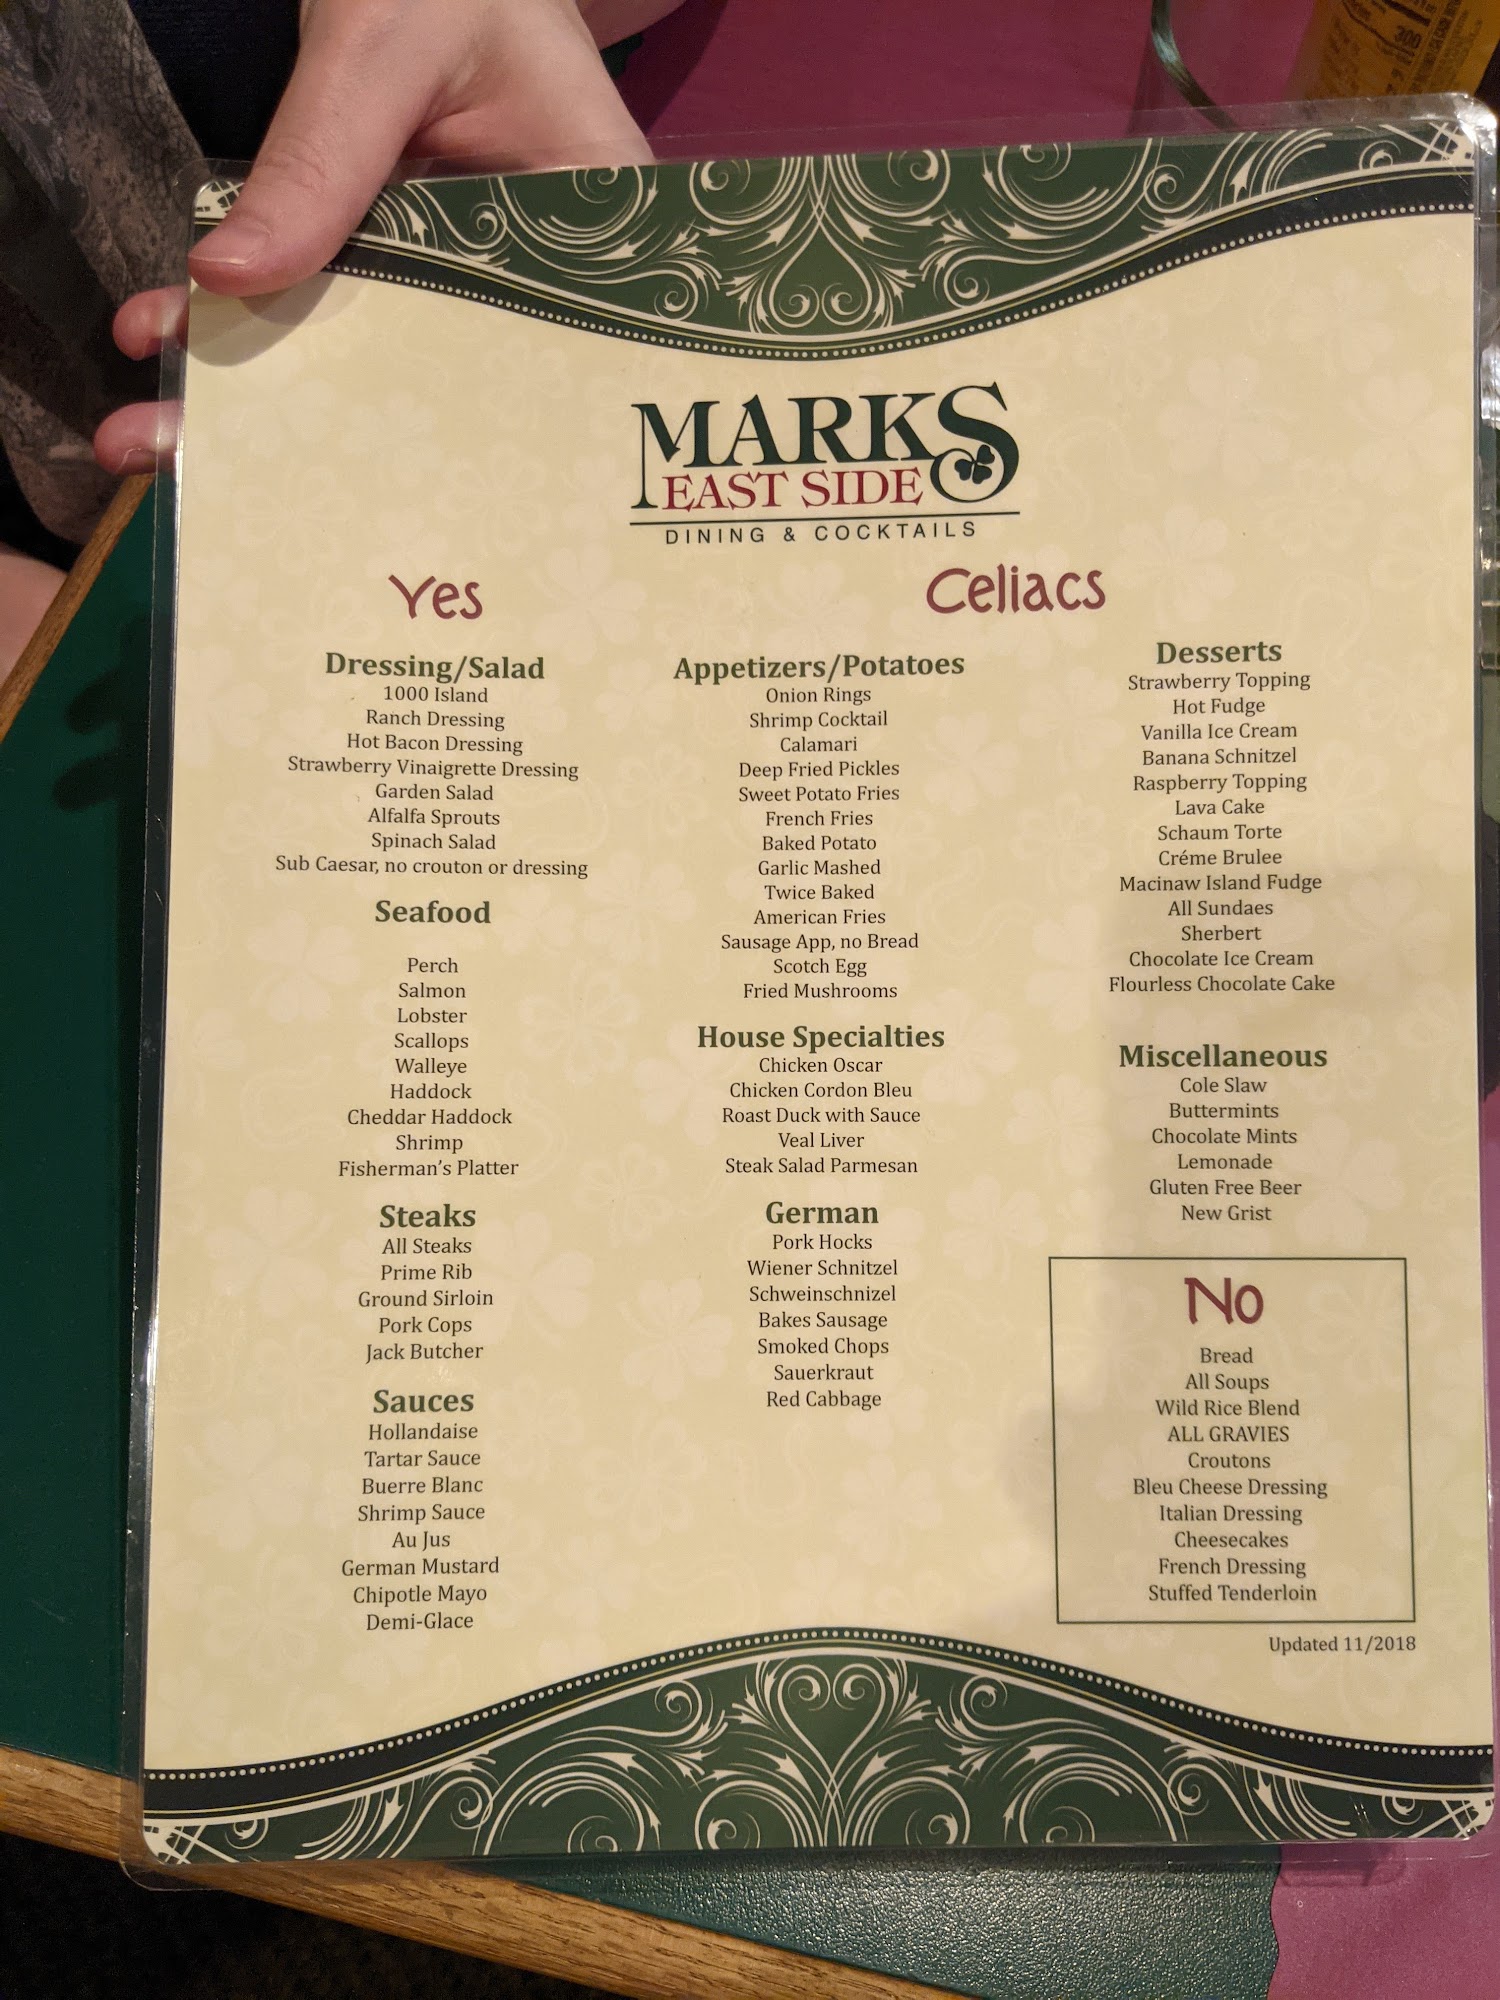 MARKS
EAST SIDE
DINING & COCKTAILS
Yes
Celiacs
Dressing/Salad
1000 Island
Ranch Dressing
Hot Bacon Dressing
Strawberry Vinaigrette Dressing
Garden Salad
Alfalfa Sprouts
Spinach Salad
Sub Caesar, no crouton or dressing
Seafood
Perch
Salmon
Lobster
Scallops
Walleye
Haddock
Cheddar Haddock
Shrimp
Fisherman's Platter
Steaks
All Steaks
Prime Rib
Ground Sirloin
Pork Cops
Jack Butcher
Sauces
Hollandaise
Tartar Sauce
Buerre Blanc
Shrimp Sauce
Au Jus
German Mustard
Chipotle Mayo
Demi-Glace
Appetizers/Potatoes
Onion Rings
Shrimp Cocktail
Calamari
Deep Fried Pickles
Sweet Potato Fries
French Fries
Baked Potato
Garlic Mashed
Twice Baked
American Fries
Sausage App, no Bread
Scotch Egg
Fried Mushrooms
House Specialties
Chicken Oscar
Chicken Cordon Bleu
Roast Duck with Sauce
Veal Liver
Steak Salad Parmesan
German
Pork Hocks
Wiener Schnitzel
Schweinschnizel
Bakes Sausage
Smoked Chops
Sauerkraut
Red Cabbage
Desserts
Strawberry Topping
Hot Fudge
Vanilla Ice Cream
Banana Schnitzel
Raspberry Topping
Lava Cake
Schaum Torte
Créme Brulee
Macinaw Island Fudge
All Sundaes
Sherbert
Chocolate Ice Cream
Flourless Chocolate Cake
Miscellaneous
Cole Slaw
Buttermints
Chocolate Mints
Lemonade
Gluten Free Beer
New Grist
No
Bread
All Soups
Wild Rice Blend
ALL GRAVIES
Croutons
Bleu Cheese Dressing
Italian Dressing
Cheesecakes
French Dressing
Stuffed Tenderloin
Updated 11/2018
300